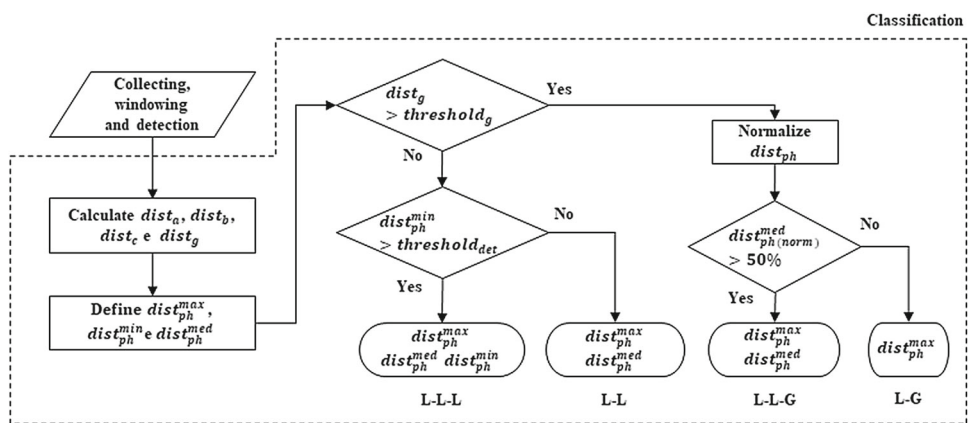 Classification
Collecting,
windowing
and detection
Calculate dist_a, dist_b,
dist_c e dist_g
Define dist_ph^max,
dist_ph^min e dist_ph^med
dist_g
> threshold_g
Yes
No
Normalize
dist_ph
dist_ph^min
> threshold_det
No
Yes
dist_ph(norm)^med
> 50%
No
Yes
dist_ph^max
dist_ph^med dist_ph^min
L-L-L
dist_ph^max
dist_ph^med
L-L
dist_ph^max
dist_ph^med
L-L-G
dist_ph^max
L-G